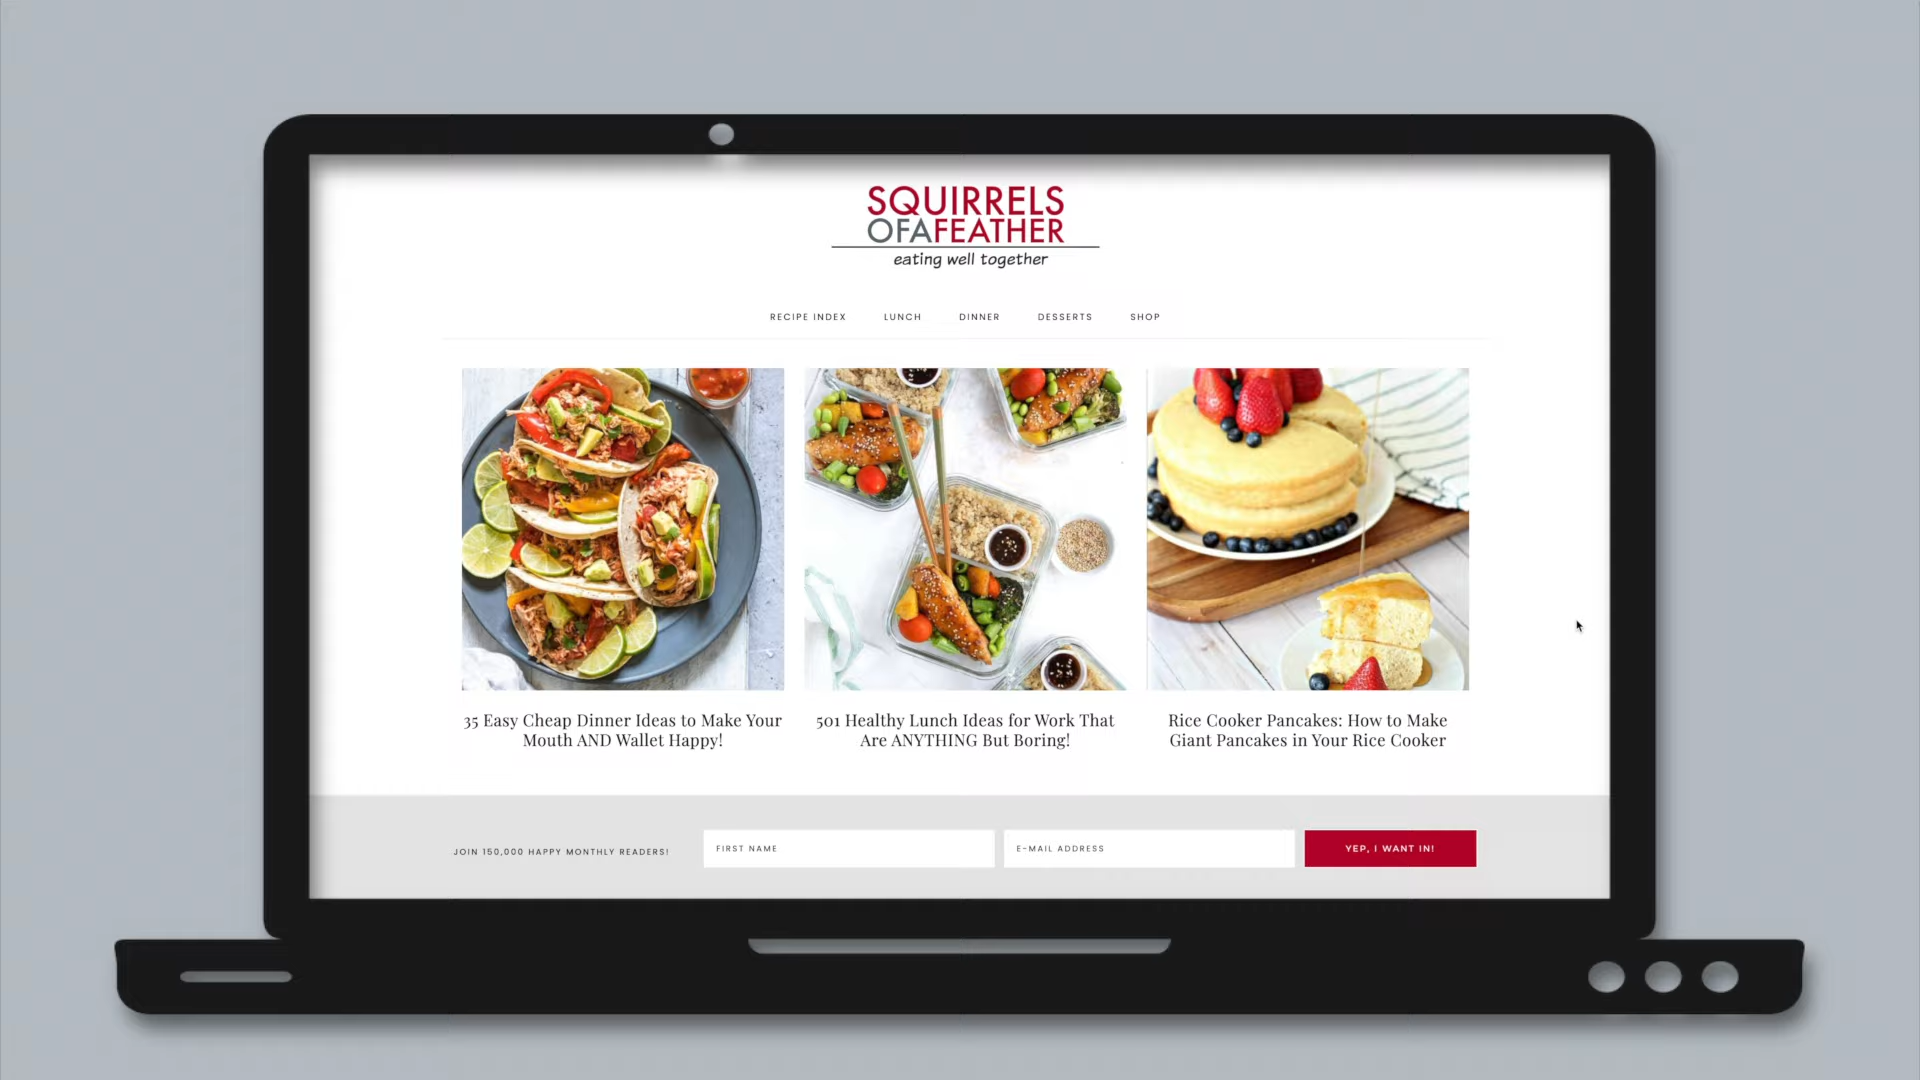 SQUIRRELS
OFAFEATHER
eating well together
RECIPE INDEX LUNCH DINNER DESSERTS SHOP
35 Easy Cheap Dinner Ideas to Make Your
Mouth AND Wallet Happy!
501 Healthy Lunch Ideas for Work That
Are ANYTHING But Boring!
Rice Cooker Pancakes: How to Make
Giant Pancakes in Your Rice Cooker
JOIN 150,000 HAPPY MONTHLY READERS! FIRST NAME E-MAIL ADDRESS YEP, I WANT IN!